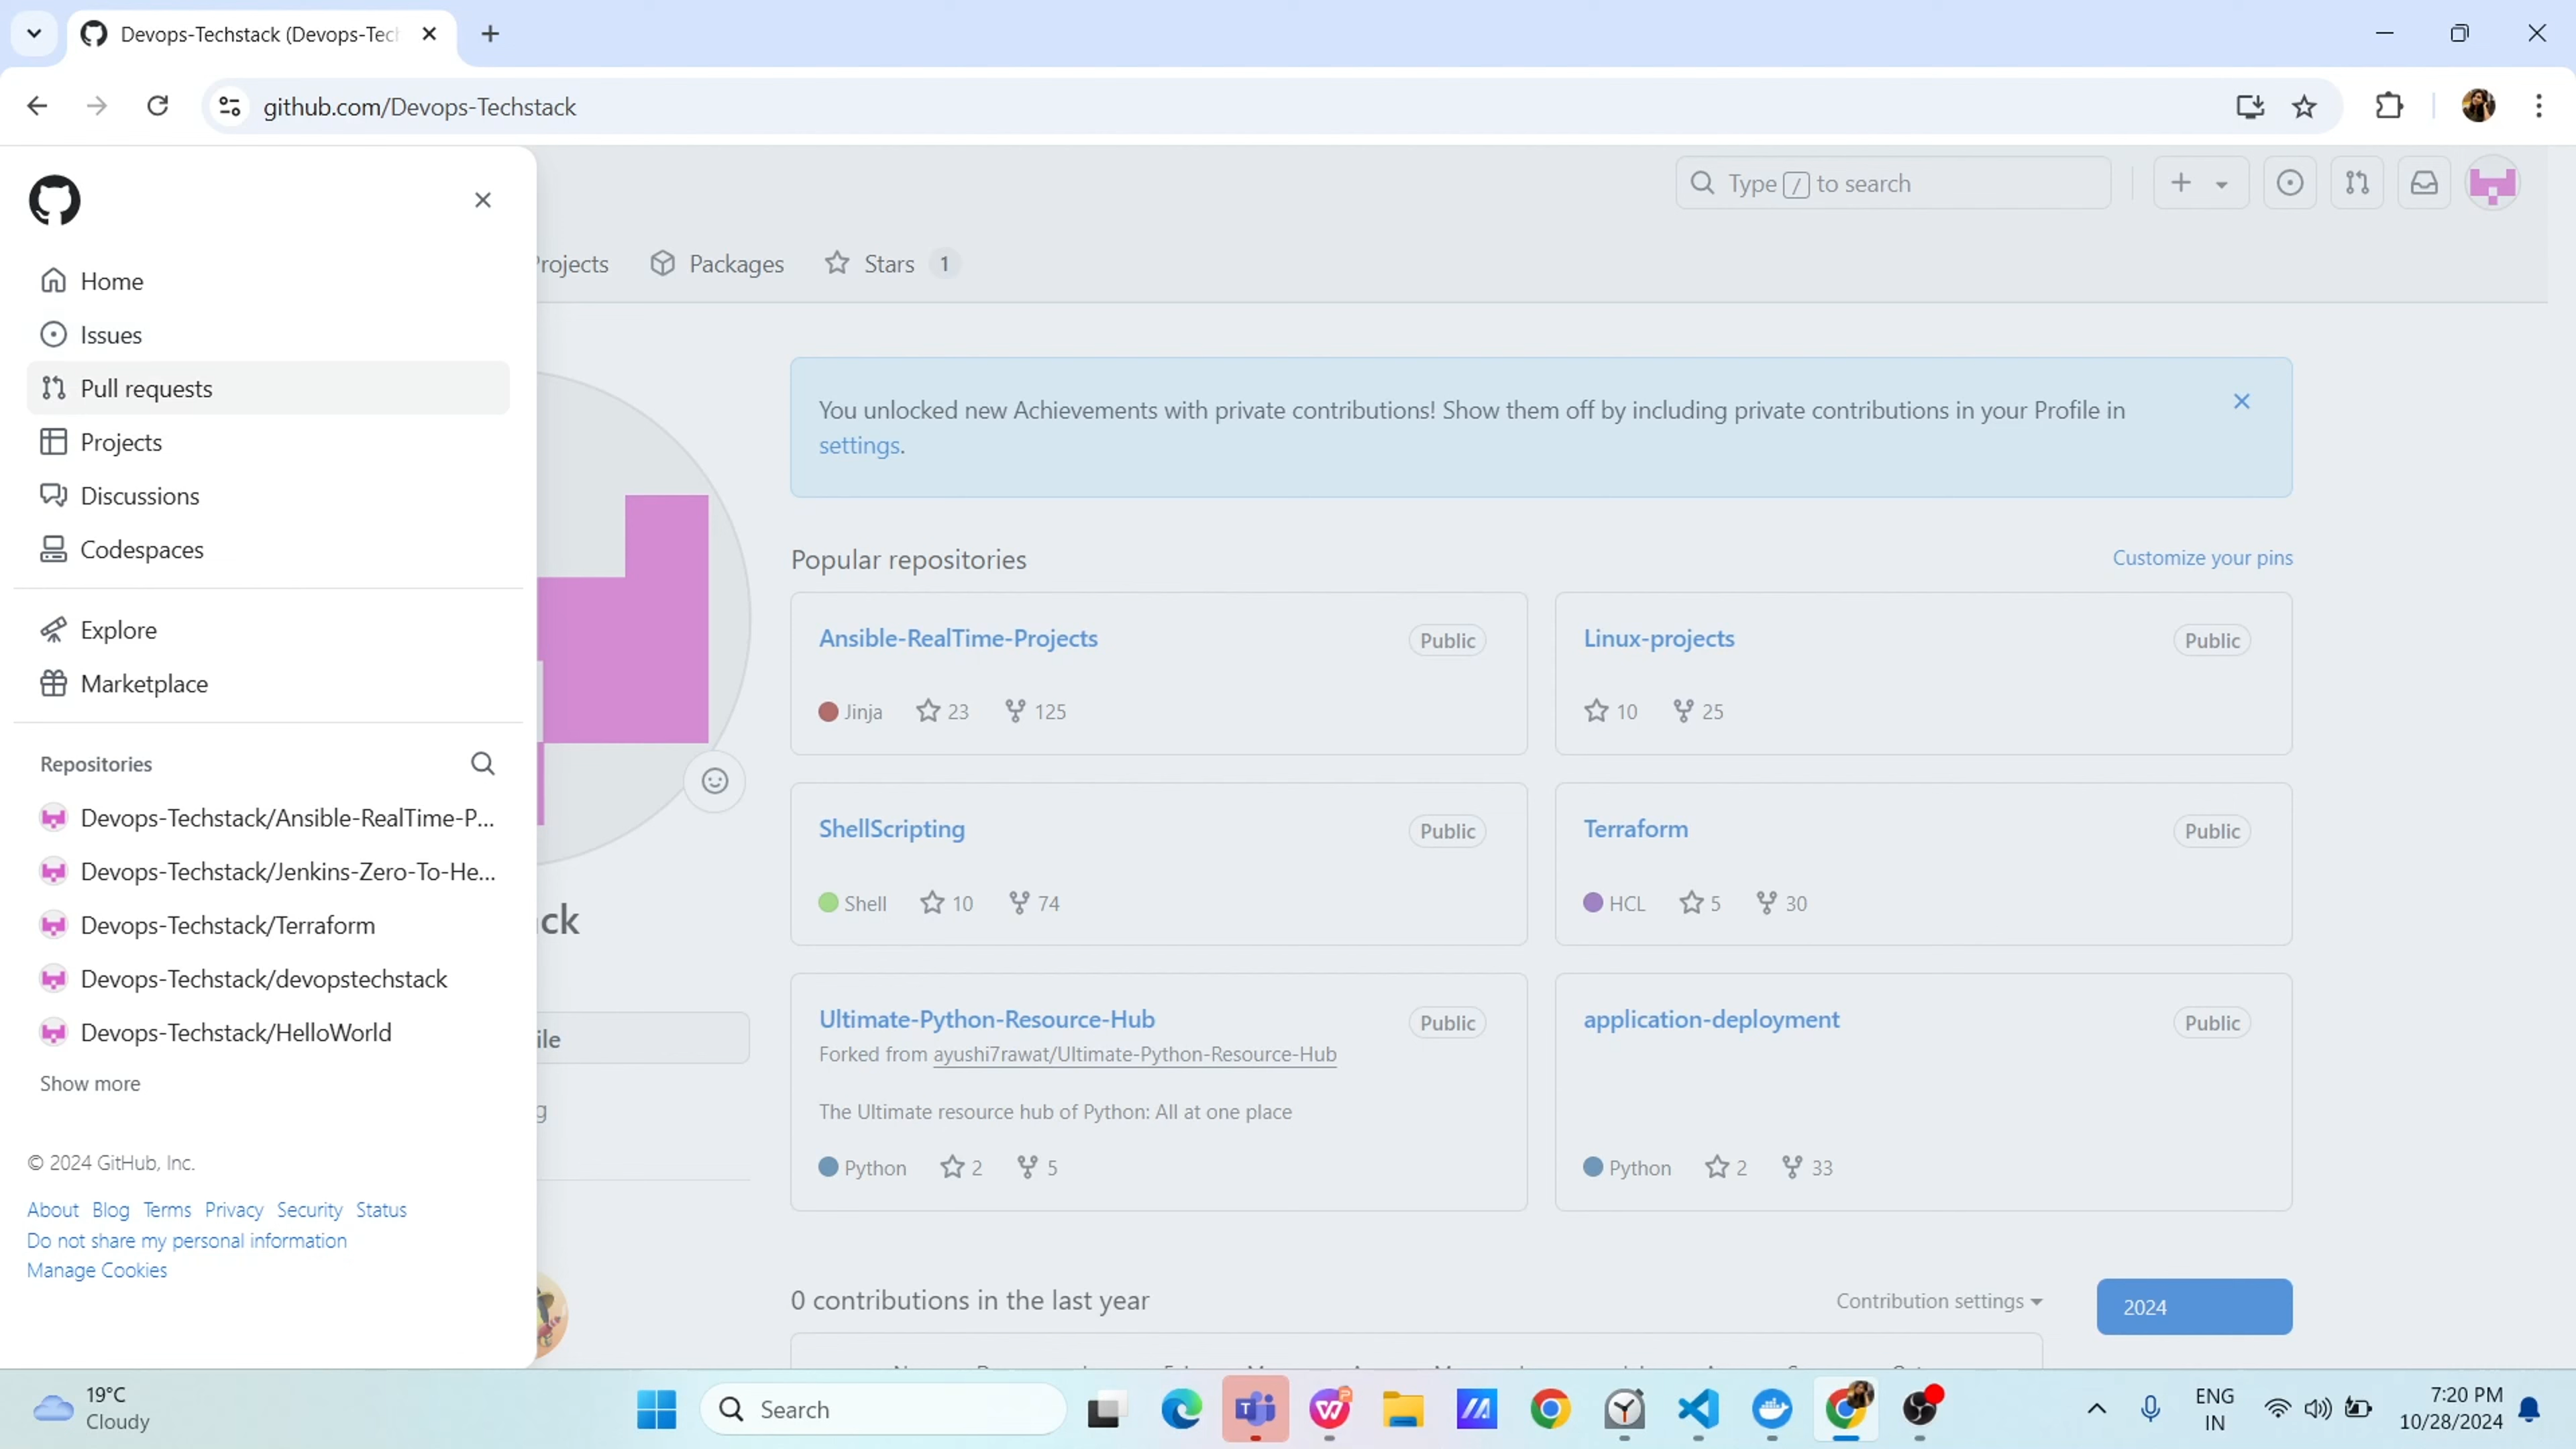 Devops-Techstack (Devops-Tech
github.com/Devops-Techstack
Type / to search
Home
Issues
Pull requests
Projects
Discussions
Codespaces
Explore
Marketplace
Repositories
Devops-Techstack/Ansible-RealTime-P...
Devops-Techstack/Jenkins-Zero-To-He...
Devops-Techstack/Terraform
Devops-Techstack/devopstechstack
Devops-Techstack/HelloWorld
Show more
© 2024 GitHub, Inc.
About Blog Terms Privacy Security Status
Do not share my personal information
Manage Cookies
Projects Packages Stars 1
ck
ile
g
You unlocked new Achievements with private contributions! Show them off by including private contributions in your Profile in
settings.
Popular repositories
Customize your pins
Ansible-RealTime-Projects Public
Jinja 23 125
Linux-projects Public
10 25
ShellScripting Public
Shell 10 74
Terraform Public
HCL 5 30
Ultimate-Python-Resource-Hub Public
Forked from ayushi7rawat/Ultimate-Python-Resource-Hub
The Ultimate resource hub of Python: All at one place
Python 2 5
application-deployment Public
Python 2 33
0 contributions in the last year
Contribution settings
2024
19°C
Cloudy
Search
ENG
IN
7:20 PM
10/28/2024